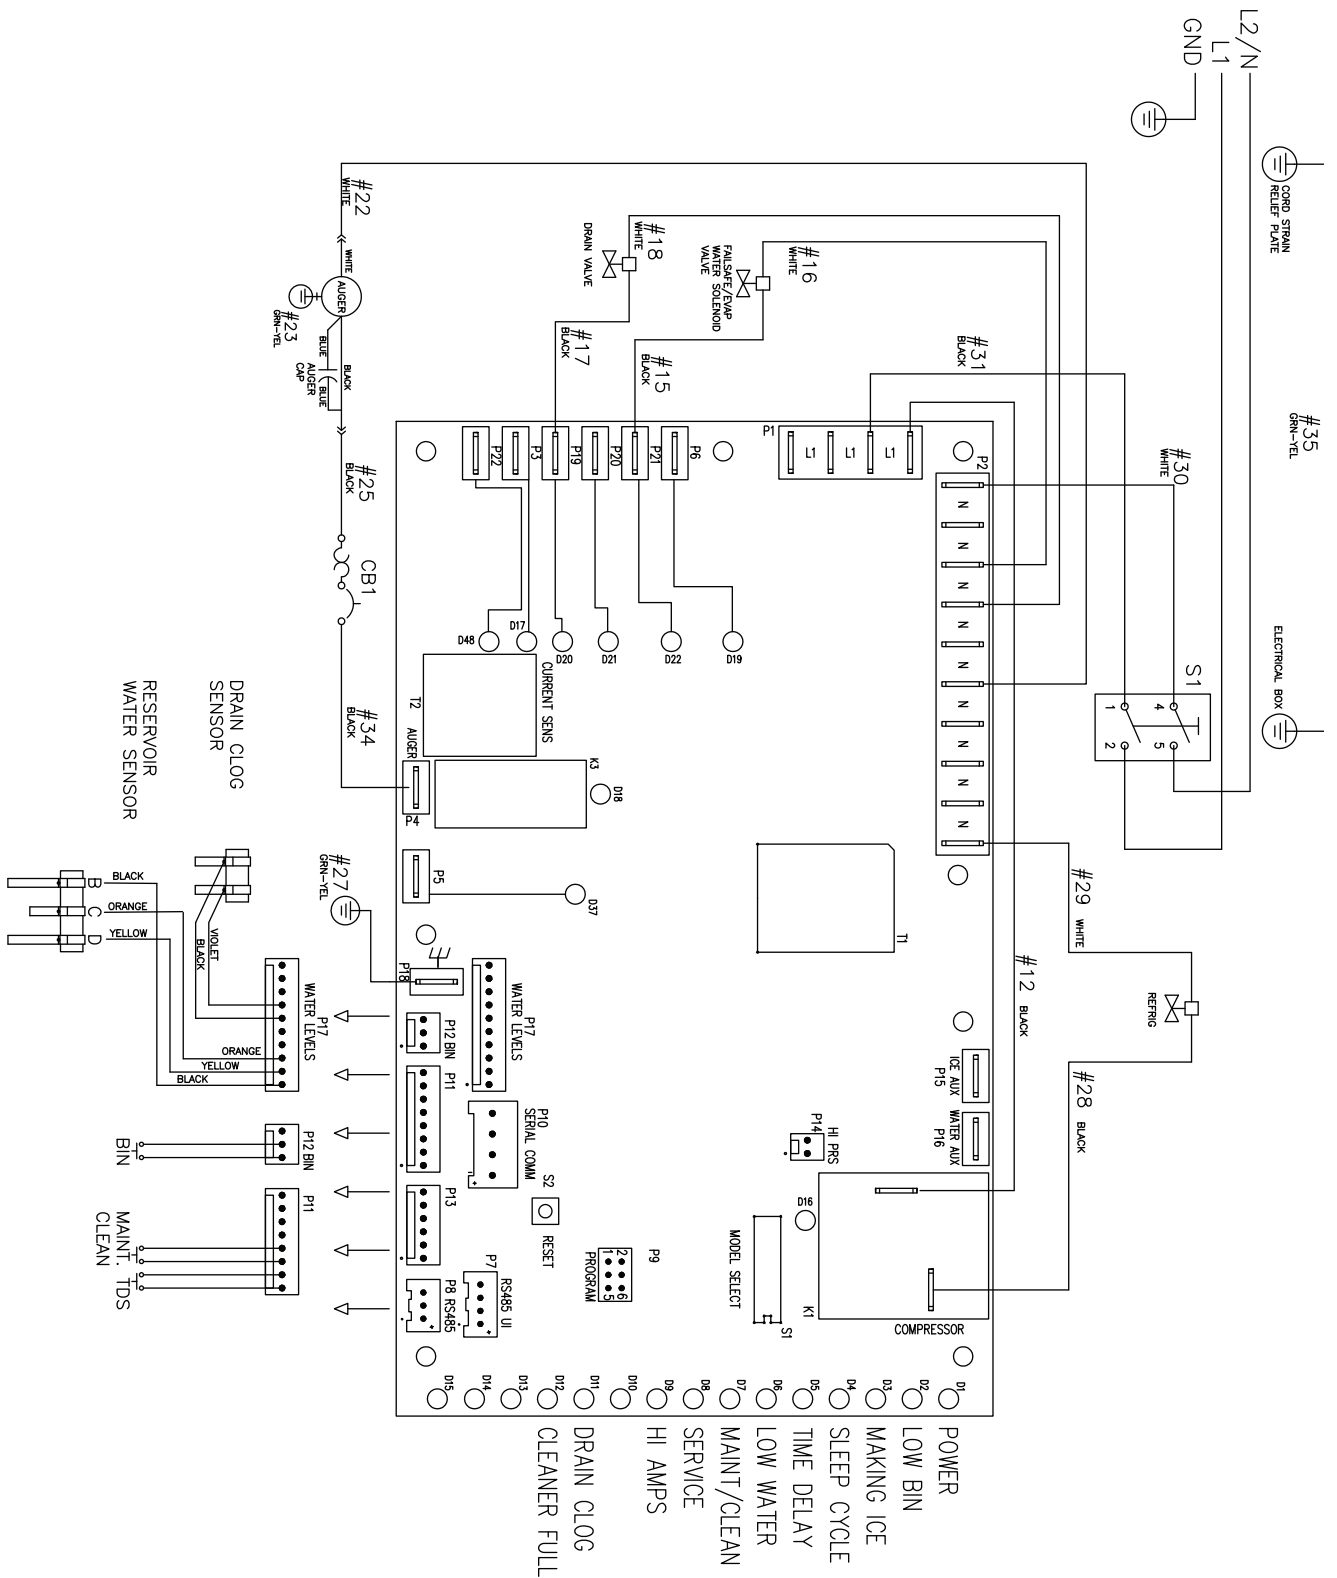 L2/N
L1
GND
CORD STRAIN
RELIEF PLATE
#35
GRN-YEL
ELECTRICAL BOX
S1
1
4
2
5
#30
WHITE
#31
BLACK
#16
WHITE
FAILSAFE/EVAP
WATER SOLENOID
VALVE
#15
BLACK
#18
WHITE
DRAIN VALVE
#17
BLACK
#22
WHITE
WHITE
AUGER
#23
GRN-YEL
BLUE
BLACK
AUGER
CAP
BLUE
#25
BLACK
CB1
#34
BLACK
P2
N
N
N
N
N
N
N
N
N
P1
L1
L1
L1
P6
P21
P20
P19
P3
P22
D19
D22
D21
D20
D17
D48
CURRENT SENS
T2
AUGER
P4
K3
D18
P5
D37
T1
#29
WHITE
REFRIG
#28
BLACK
#12
BLACK
ICE AUX
P15
WATER AUX
P16
HI PRS
P14
D16
K1
COMPRESSOR
MODEL SELECT
S1
P9
2
1
6
5
PROGRAM
S2
RESET
P10
SERIAL COMM
P7
RS485 UI
P8 RS485
P13
P11
P12 BIN
P17
WATER LEVELS
P18
#27
GRN-YEL
DRAIN CLOG
SENSOR
RESERVOIR
WATER SENSOR
B
C
D
BLACK
ORANGE
YELLOW
VIOLET
BLACK
P17
WATER LEVELS
ORANGE
YELLOW
BLACK
P12 BIN
BIN
P11
MAINT.
CLEAN
TDS
D1
POWER
D2
LOW BIN
D3
MAKING ICE
D4
SLEEP CYCLE
D5
TIME DELAY
D6
LOW WATER
D7
MAINT/CLEAN
D8
SERVICE
D9
HI AMPS
D10
D11
DRAIN CLOG
D12
CLEANER FULL
D13
D14
D15